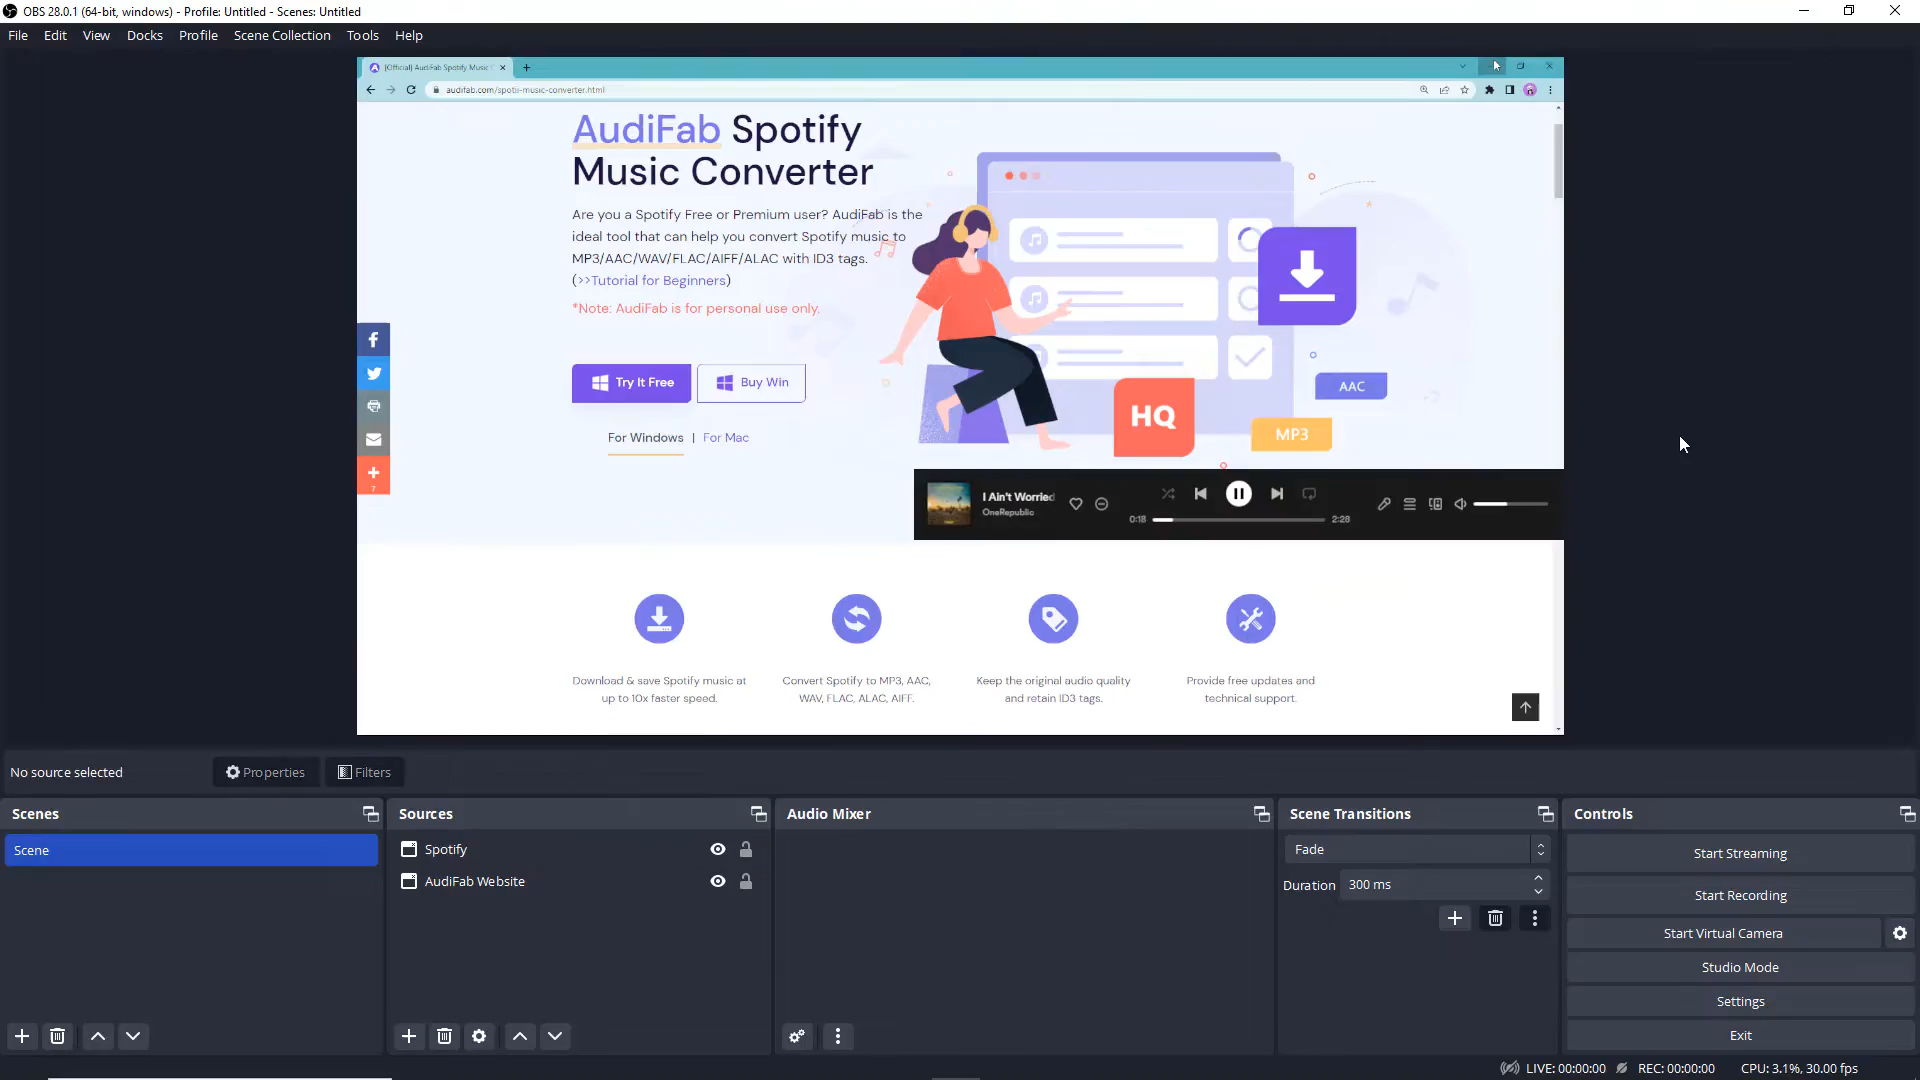 OBS 28.0.1 (64-bit, windows) - Profile: Untitled - Scenes: Untitled
File Edit View Docks Profile Scene Collection Tools Help
[Official] AudiFab Spotify Music
audifab.com/spotif-music-converter.html
AudiFab Spotify
Music Converter
Are you a Spotify Free or Premium user? AudiFab is the
ideal tool that can help you convert Spotify music to
MP3/AAC/WAV/FLAC/AIFF/ALAC with ID3 tags.
(>>Tutorial for Beginners)
*Note: AudiFab is for personal use only.
Try It Free
Buy Win
For Windows | For Mac
7
HQ
AAC
MP3
I Ain't Worried
OneRepublic
0:18
2:28
Download & save Spotify music at
up to 10x faster speed.
Convert Spotify to MP3, AAC,
WAV, FLAC, ALAC, AIFF.
Keep the original audio quality
and retain ID3 tags.
Provide free updates and
technical support.
No source selected
Properties
Filters
Scenes
Scene
Sources
Spotify
AudiFab Website
Audio Mixer
Scene Transitions
Fade
Duration 300 ms
Controls
Start Streaming
Start Recording
Start Virtual Camera
Studio Mode
Settings
Exit
LIVE: 00:00:00 REC: 00:00:00 CPU: 3.1%, 30.00 fps